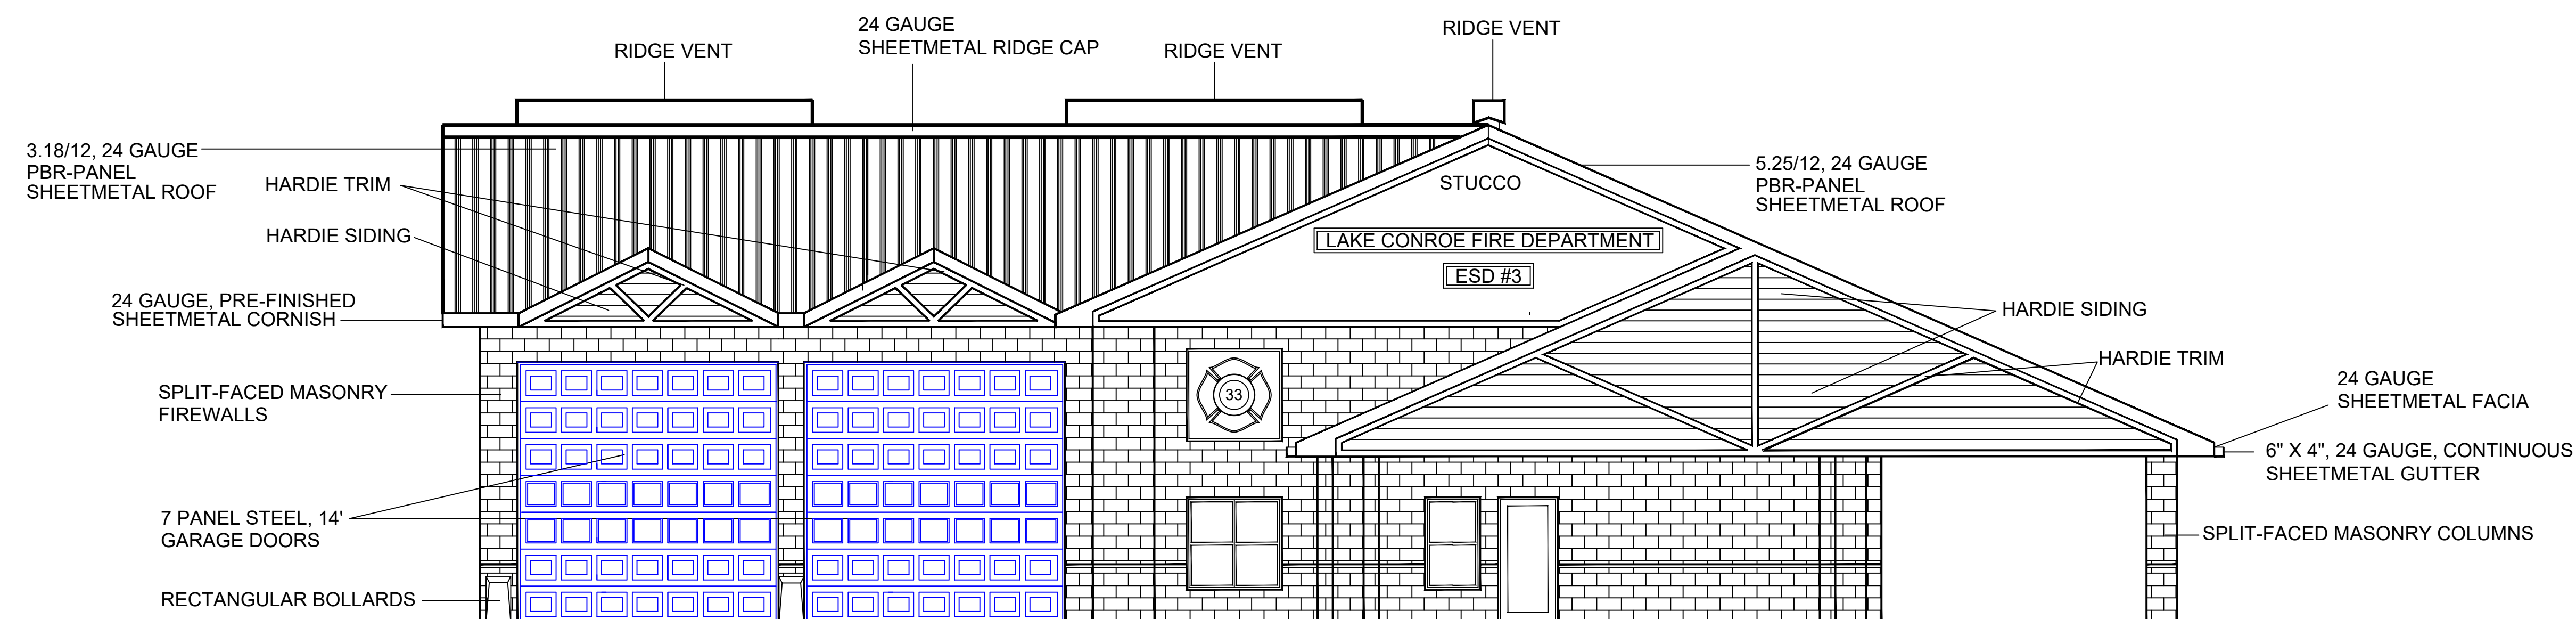 24 GAUGE
SHEETMETAL RIDGE CAP
RIDGE VENT
RIDGE VENT
RIDGE VENT
3.18/12, 24 GAUGE
PBR-PANEL
SHEETMETAL ROOF
HARDIE TRIM
HARDIE SIDING
24 GAUGE, PRE-FINISHED
SHEETMETAL CORNISH
SPLIT-FACED MASONRY
FIREWALLS
7 PANEL STEEL, 14'
GARAGE DOORS
RECTANGULAR BOLLARDS
STUCCO
LAKE CONROE FIRE DEPARTMENT
ESD #3
33
5.25/12, 24 GAUGE
PBR-PANEL
SHEETMETAL ROOF
HARDIE SIDING
HARDIE TRIM
24 GAUGE
SHEETMETAL FACIA
6" X 4", 24 GAUGE, CONTINUOUS
SHEETMETAL GUTTER
SPLIT-FACED MASONRY COLUMNS